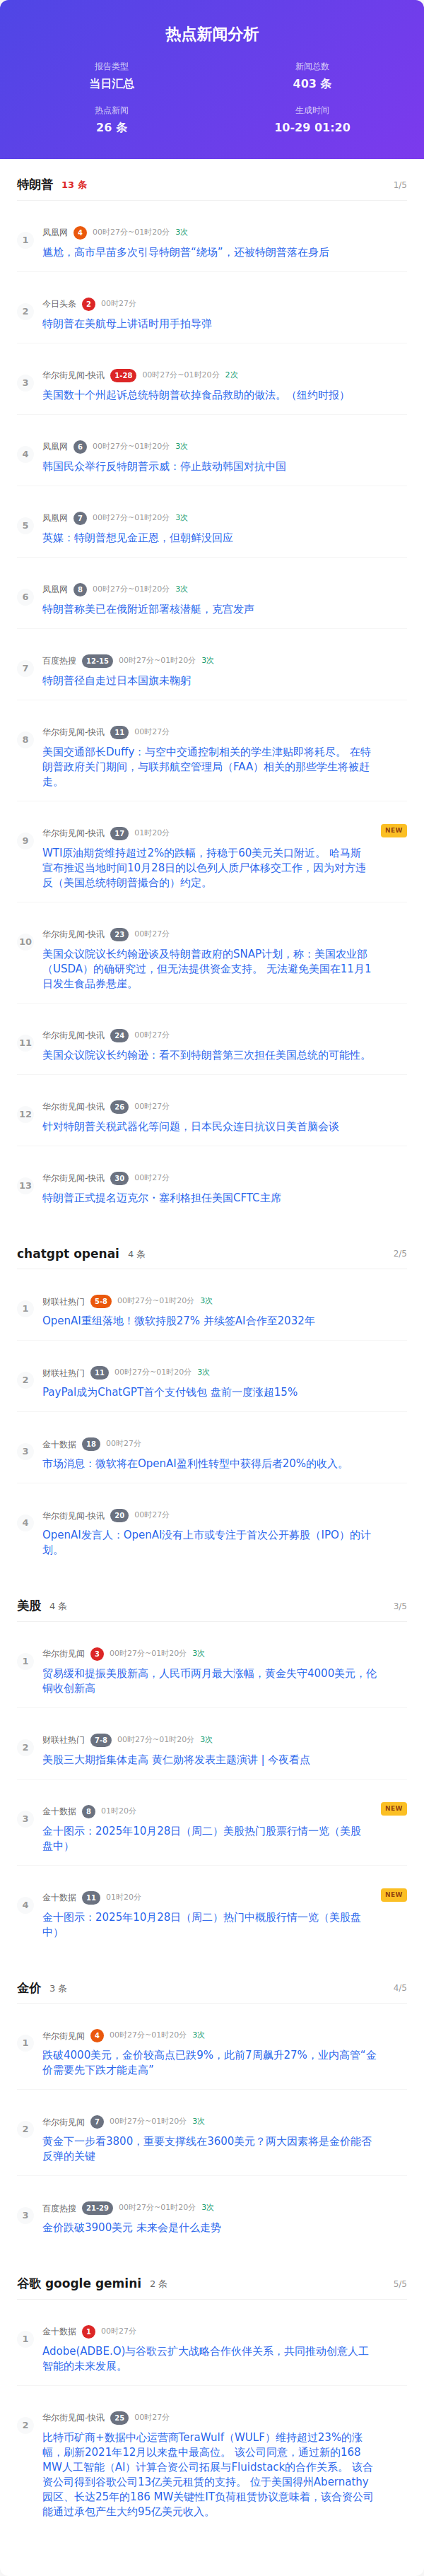 热点新闻分析
报告类型
当日汇总
新闻总数
403 条
热点新闻
26 条
生成时间
10-29 01:20
特朗普 13 条 1/5
1
凤凰网 4 00时27分~01时20分 3次
尴尬，高市早苗多次引导特朗普“绕场”，还被特朗普落在身后
2
今日头条 2 00时27分
特朗普在美航母上讲话时用手拍导弹
3
华尔街见闻-快讯 1-28 00时27分~01时20分 2次
美国数十个州起诉总统特朗普砍掉食品救助的做法。（纽约时报）
4
凤凰网 6 00时27分~01时20分 3次
韩国民众举行反特朗普示威：停止鼓动韩国对抗中国
5
凤凰网 7 00时27分~01时20分 3次
英媒：特朗普想见金正恩，但朝鲜没回应
6
凤凰网 8 00时27分~01时20分 3次
特朗普称美已在俄附近部署核潜艇，克宫发声
7
百度热搜 12-15 00时27分~01时20分 3次
特朗普径自走过日本国旗未鞠躬
8
华尔街见闻-快讯 11 00时27分
美国交通部长Duffy：与空中交通控制相关的学生津贴即将耗尽。 在特
朗普政府关门期间，与联邦航空管理局（FAA）相关的那些学生将被赶
走。
9
华尔街见闻-快讯 17 01时20分 NEW
WTI原油期货维持超过2%的跌幅，持稳于60美元关口附近。 哈马斯
宣布推迟当地时间10月28日的以色列人质尸体移交工作，因为对方违
反（美国总统特朗普撮合的）约定。
10
华尔街见闻-快讯 23 00时27分
美国众议院议长约翰逊谈及特朗普政府的SNAP计划，称：美国农业部
（USDA）的确研究过，但无法提供资金支持。 无法避免美国在11月1
日发生食品券悬崖。
11
华尔街见闻-快讯 24 00时27分
美国众议院议长约翰逊：看不到特朗普第三次担任美国总统的可能性。
12
华尔街见闻-快讯 26 00时27分
针对特朗普关税武器化等问题，日本民众连日抗议日美首脑会谈
13
华尔街见闻-快讯 30 00时27分
特朗普正式提名迈克尔·塞利格担任美国CFTC主席
chatgpt openai 4 条 2/5
1
财联社热门 5-8 00时27分~01时20分 3次
OpenAI重组落地！微软持股27% 并续签AI合作至2032年
2
财联社热门 11 00时27分~01时20分 3次
PayPal成为ChatGPT首个支付钱包 盘前一度涨超15%
3
金十数据 18 00时27分
市场消息：微软将在OpenAI盈利性转型中获得后者20%的收入。
4
华尔街见闻-快讯 20 00时27分
OpenAI发言人：OpenAI没有上市或专注于首次公开募股（IPO）的计
划。
美股 4 条 3/5
1
华尔街见闻 3 00时27分~01时20分 3次
贸易缓和提振美股新高，人民币两月最大涨幅，黄金失守4000美元，伦
铜收创新高
2
财联社热门 7-8 00时27分~01时20分 3次
美股三大期指集体走高 黄仁勋将发表主题演讲 | 今夜看点
3
金十数据 8 01时20分 NEW
金十图示：2025年10月28日（周二）美股热门股票行情一览（美股
盘中）
4
金十数据 11 01时20分 NEW
金十图示：2025年10月28日（周二）热门中概股行情一览（美股盘
中）
金价 3 条 4/5
1
华尔街见闻 4 00时27分~01时20分 3次
跌破4000美元，金价较高点已跌9%，此前7周飙升27%，业内高管“金
价需要先下跌才能走高”
2
华尔街见闻 7 00时27分~01时20分 3次
黄金下一步看3800，重要支撑线在3600元？两大因素将是金价能否
反弹的关键
3
百度热搜 21-29 00时27分~01时20分 3次
金价跌破3900美元 未来会是什么走势
谷歌 google gemini 2 条 5/5
1
金十数据 1 00时27分
Adobe(ADBE.O)与谷歌云扩大战略合作伙伴关系，共同推动创意人工
智能的未来发展。
2
华尔街见闻-快讯 25 00时27分
比特币矿商+数据中心运营商TeraWulf（WULF）维持超过23%的涨
幅，刷新2021年12月以来盘中最高位。 该公司同意，通过新的168
MW人工智能（AI）计算合资公司拓展与Fluidstack的合作关系。 该合
资公司得到谷歌公司13亿美元租赁的支持。 位于美国得州Abernathy
园区、长达25年的186 MW关键性IT负荷租赁协议意味着，该合资公司
能通过承包产生大约95亿美元收入。